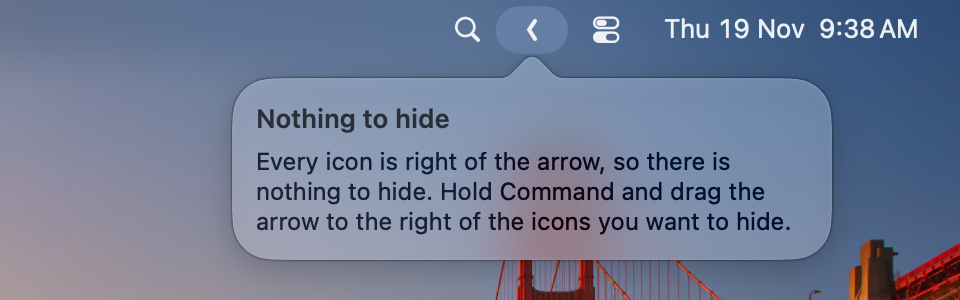 Thu 19 Nov 9:38 AM
Nothing to hide
Every icon is right of the arrow, so there is
nothing to hide. Hold Command and drag the
arrow to the right of the icons you want to hide.